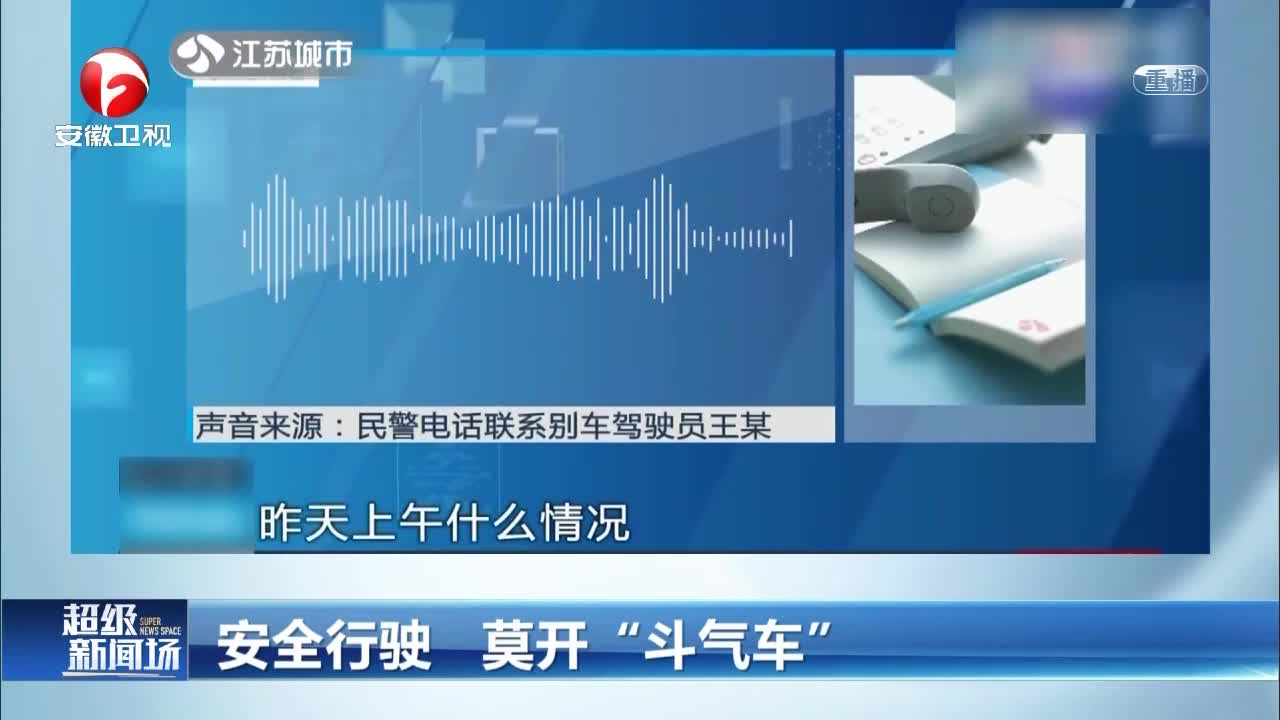 江苏城市
安徽卫视
重播
声音来源：民警电话联系别车驾驶员王某
昨天上午什么情况
超级
新闻场
SUPER
NEWS SPACE
安全行驶 莫开“斗气车”